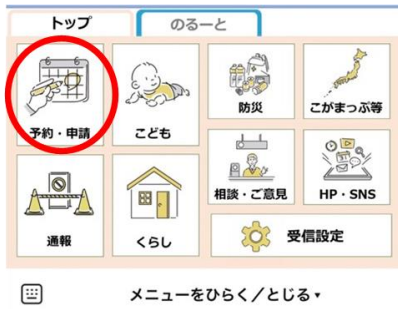 トップ
のるーと
予約・申請
こども
防災
こがまっぷ等
通報
くらし
相談・ご意見
HP・SNS
受信設定
メニューをひらく／とじる▾